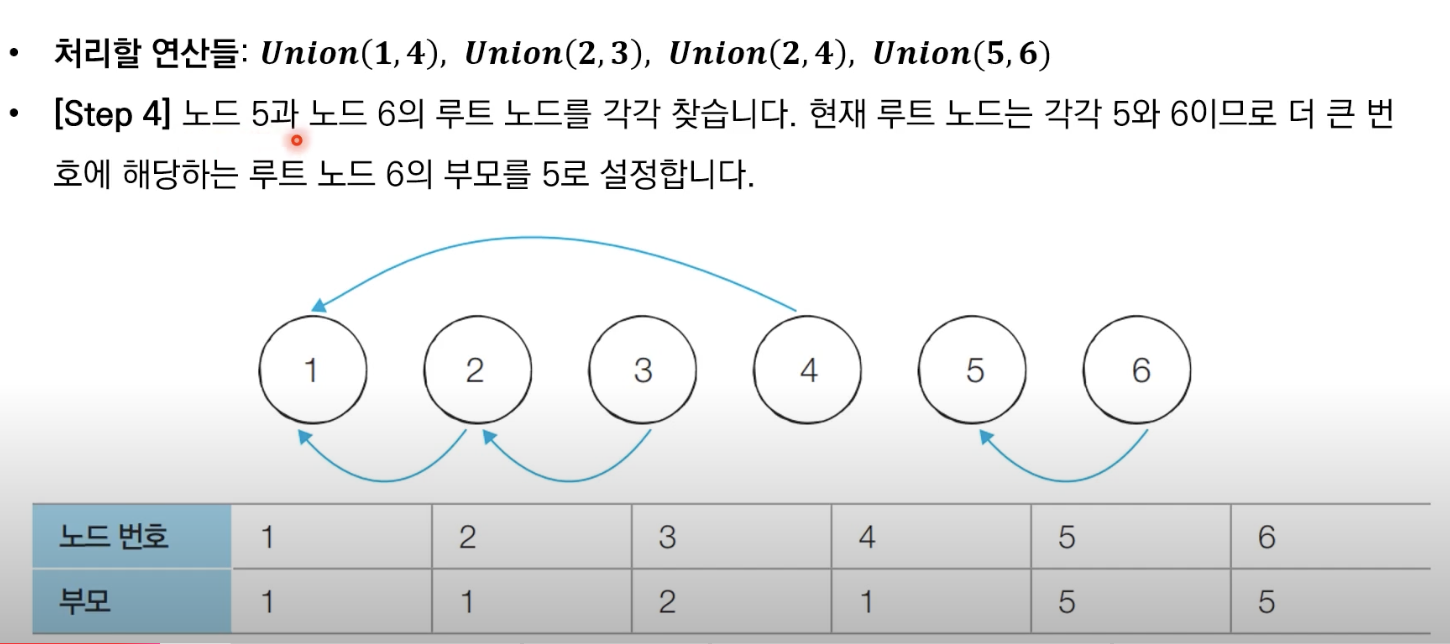 • 처리할 연산들: Union(1, 4), Union(2, 3), Union(2, 4), Union(5, 6)
• [Step 4] 노드 5과 노드 6의 루트 노드를 각각 찾습니다. 현재 루트 노드는 각각 5와 6이므로 더 큰 번
호에 해당하는 루트 노드 6의 부모를 5로 설정합니다.
1 2 3 4 5 6
노드 번호 1 2 3 4 5 6
부모 1 1 2 1 5 5